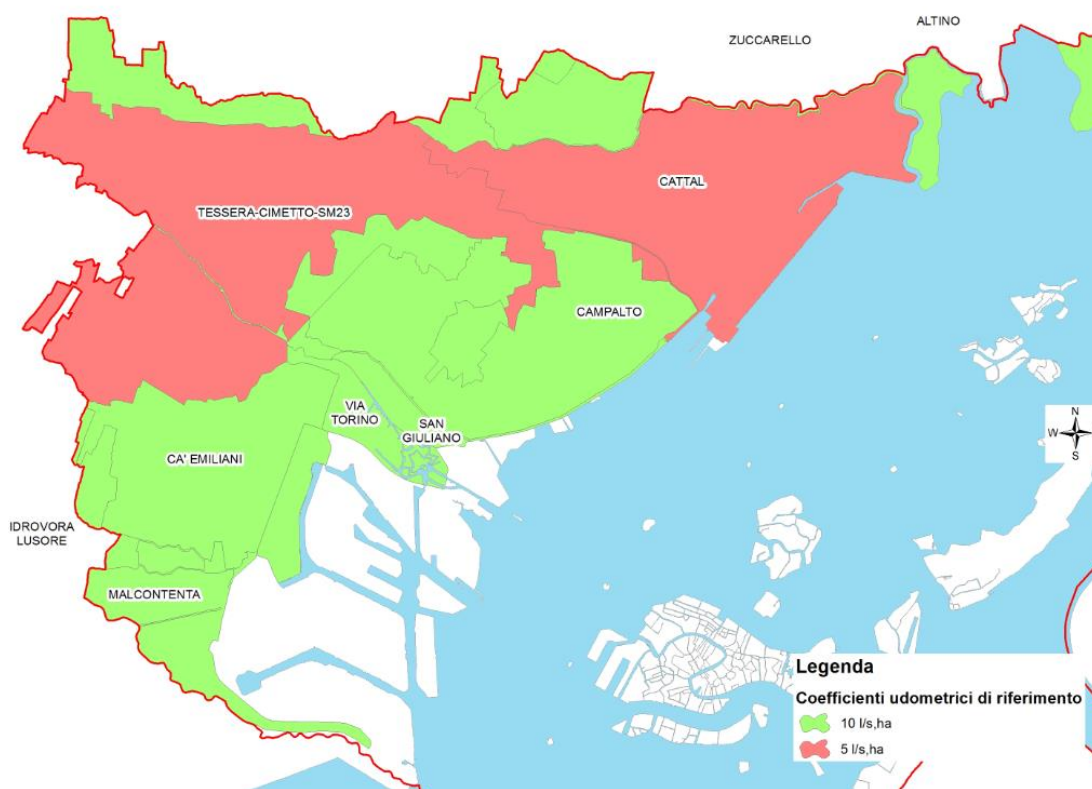 ALTINO
ZUCCARELLO
CATTAL
TESSERA-CIMETTO-SM23
CAMPALTO
VIA
TORINO
SAN
GIULIANO
CA' EMILIANI
N
W
S
IDROVORA
LUSORE
MALCONTENTA
Legenda
Coefficienti udometrici di riferimento
10 l/s,ha
5 l/s,ha